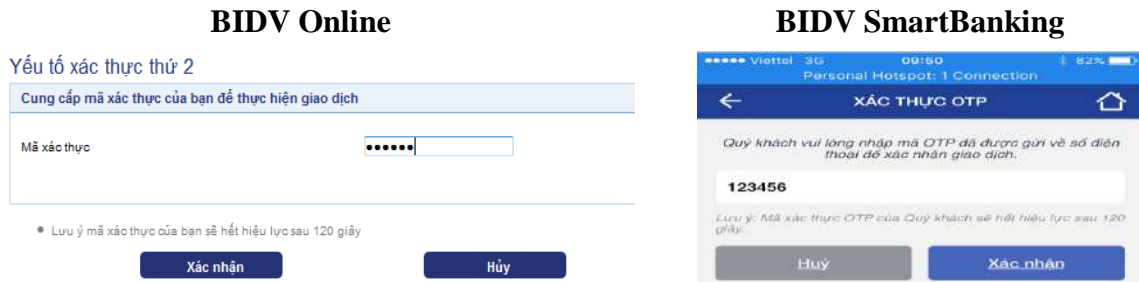 BIDV Online
Yếu tố xác thực thứ 2
Cung cấp mã xác thực của bạn để thực hiện giao dịch
Mã xác thực
••••••
Lưu ý mã xác thực của bạn sẽ hết hiệu lực sau 120 giây
Xác nhận Hủy
BIDV SmartBanking
Viettel 3G 09:50 82%
Personal Hotspot: 1 Connection
XÁC THỰC OTP
Quý khách vui lòng nhập mã OTP đã được gửi về số điện
thoại để xác nhận giao dịch.
123456
Lưu ý: Mã xác thực OTP của Quý khách sẽ hết hiệu lực sau 120
giây.
Huỷ Xác nhận